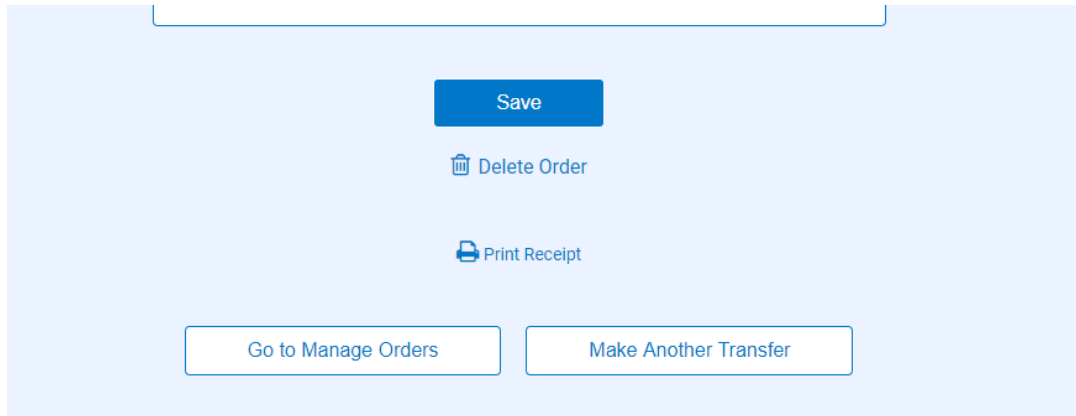 Save
Delete Order
Print Receipt
Go to Manage Orders
Make Another Transfer